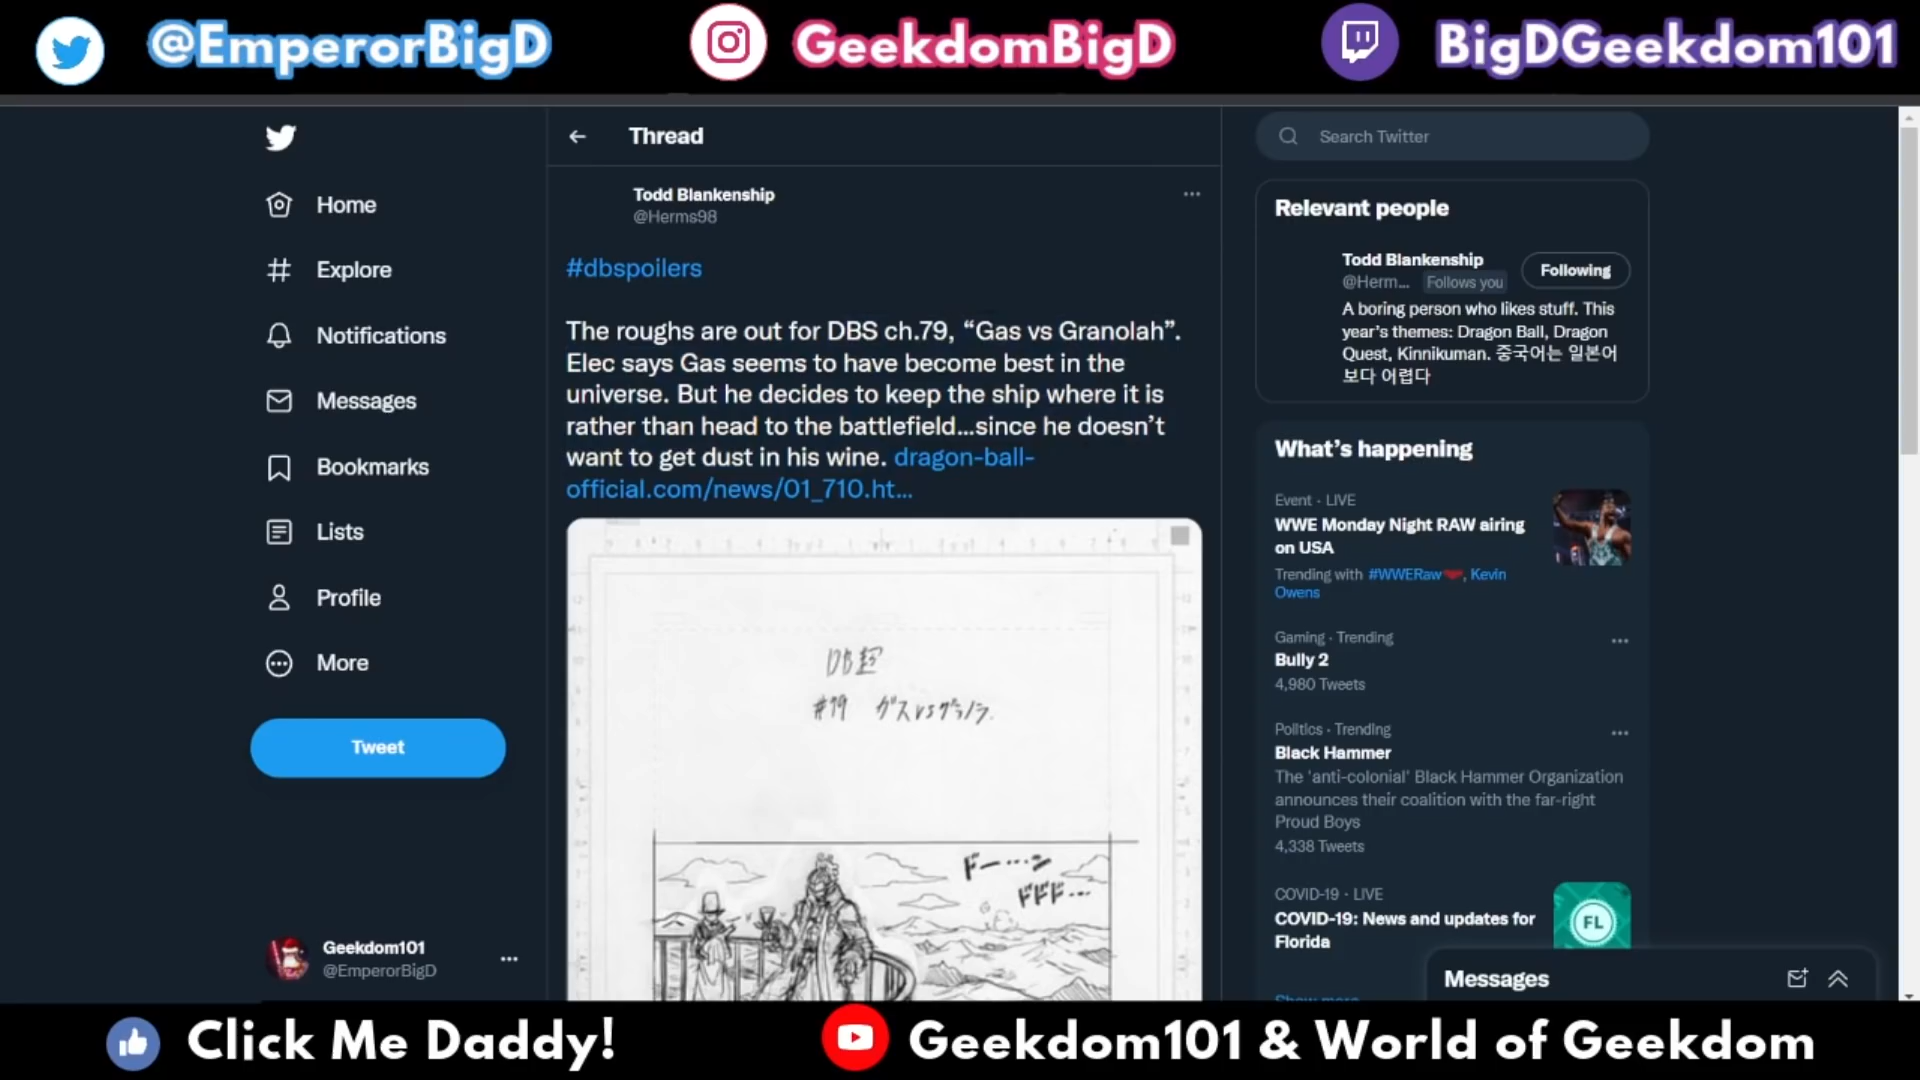 @EmperorBigD
GeekdomBigD
BigDGeekdom101
Home
Explore
Notifications
Messages
Bookmarks
Lists
Profile
More
Tweet
Geekdom101
@EmperorBigD
Thread
Todd Blankenship
@Herms98
#dbspoilers
The roughs are out for DBS ch.79, “Gas vs Granolah”.
Elec says Gas seems to have become best in the
universe. But he decides to keep the ship where it is
rather than head to the battlefield...since he doesn’t
want to get dust in his wine. dragon-ball-
official.com/news/01_710.ht...
DB超
#79 ガスvsグラノラ
ドー…ン
ドドド…
Search Twitter
Relevant people
Todd Blankenship
@Herm... Follows you
Following
A boring person who likes stuff. This
year’s themes: Dragon Ball, Dragon
Quest, Kinnikuman. 중국어는 일본어
보다 어렵다
What’s happening
Event · LIVE
WWE Monday Night RAW airing
on USA
Trending with #WWERaw, Kevin
Owens
Gaming · Trending
Bully 2
4,980 Tweets
Politics · Trending
Black Hammer
The 'anti-colonial' Black Hammer Organization
announces their coalition with the far-right
Proud Boys
4,338 Tweets
COVID-19 · LIVE
COVID-19: News and updates for
Florida
FL
Show more
Messages
Click Me Daddy!
Geekdom101 & World of Geekdom